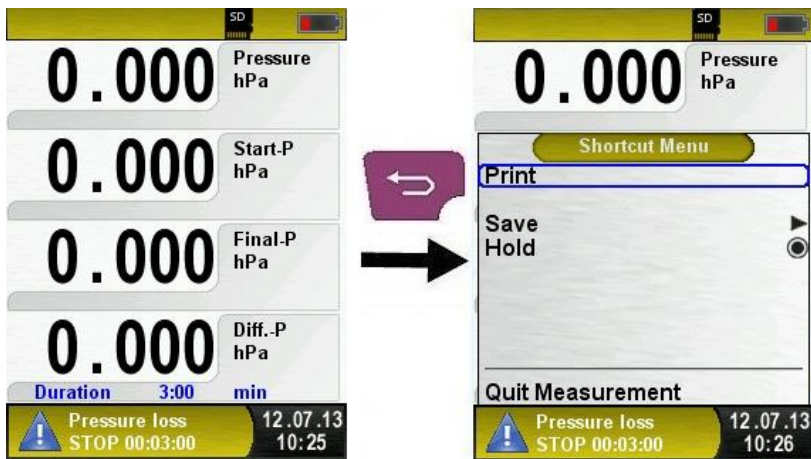 SD
0.000 Pressure
hPa
0.000 Start-P
hPa
0.000 Final-P
hPa
0.000 Diff.-P
hPa
Duration 3:00 min
Pressure loss 12.07.13
STOP 00:03:00 10:25
SD
0.000 Pressure
hPa
Shortcut Menu
Print
Save
Hold
Quit Measurement
Pressure loss 12.07.13
STOP 00:03:00 10:26